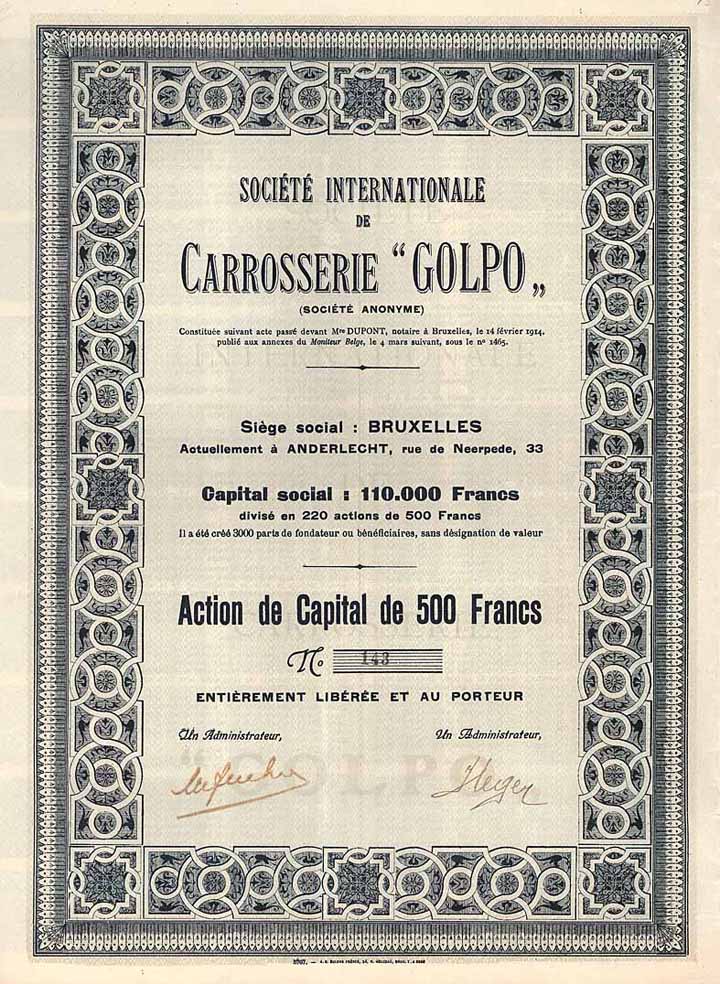 SOCIÉTÉ INTERNATIONALE
DE
CARROSSERIE “GOLPO„
(SOCIÉTÉ ANONYME)
Constituée suivant acte passé devant Mᵗʳᵉ DUPONT, notaire à Bruxelles, le 14 février 1914,
publié aux annexes du Moniteur Belge, le 4 mars suivant, sous le nº 1465.
Siège social : BRUXELLES
Actuellement à ANDERLECHT, rue de Neerpede, 33
Capital social : 110.000 Francs
divisé en 220 actions de 500 Francs
Il a été créé 3000 parts de fondateur ou bénéficiaires, sans désignation de valeur
Action de Capital de 500 Francs
Nº 143
ENTIÈREMENT LIBÉRÉE ET AU PORTEUR
Un Administrateur, Un Administrateur,